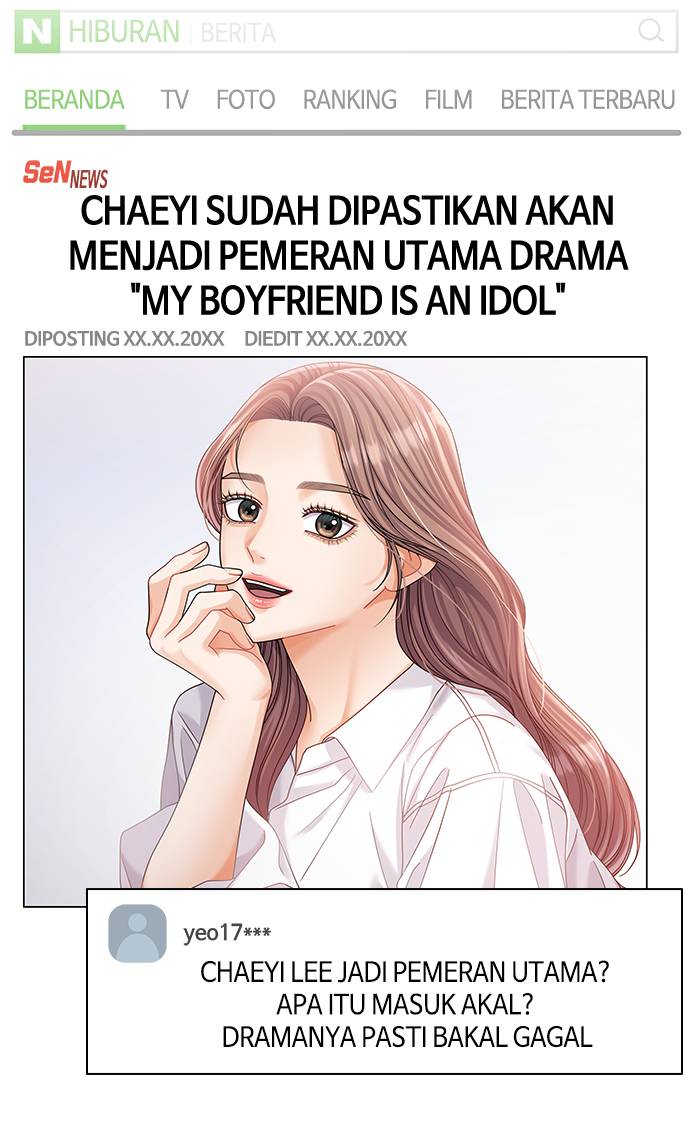 N HIBURAN | BERITA
BERANDA TV FOTO RANKING FILM BERITA TERBARU
SeN NEWS
CHAEYI SUDAH DIPASTIKAN AKAN
MENJADI PEMERAN UTAMA DRAMA
"MY BOYFRIEND IS AN IDOL"
DIPOSTING XX.XX.20XX DIEDIT XX.XX.20XX
yeo17***
CHAEYI LEE JADI PEMERAN UTAMA?
APA ITU MASUK AKAL?
DRAMANYA PASTI BAKAL GAGAL